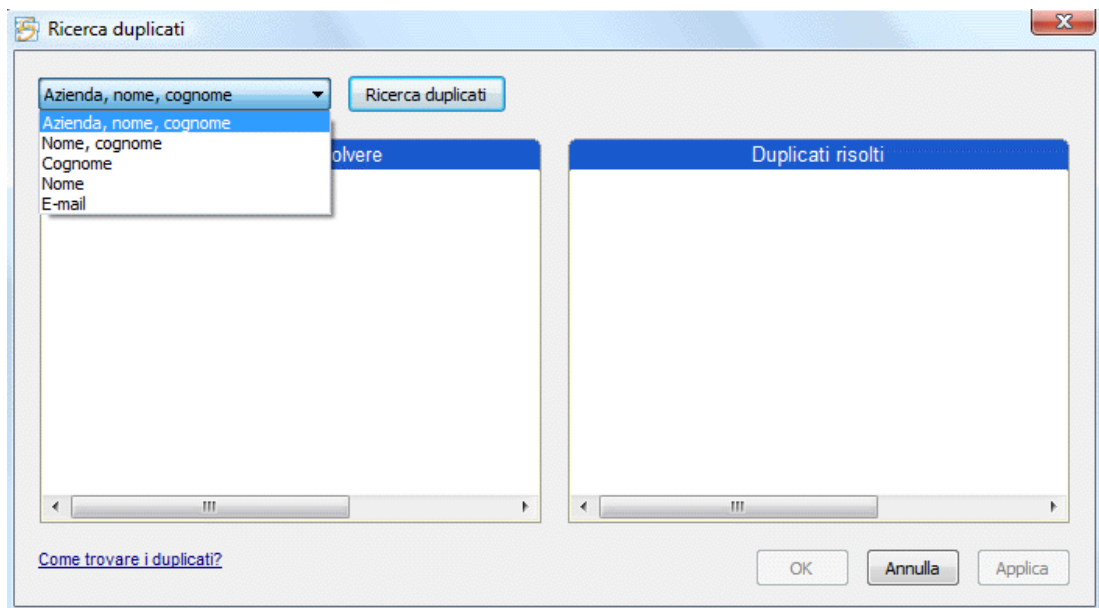 Ricerca duplicati
Azienda, nome, cognome
Ricerca duplicati
Azienda, nome, cognome
Nome, cognome
Cognome
Nome
E-mail
olvere
Duplicati risolti
Come trovare i duplicati?
OK
Annulla
Applica